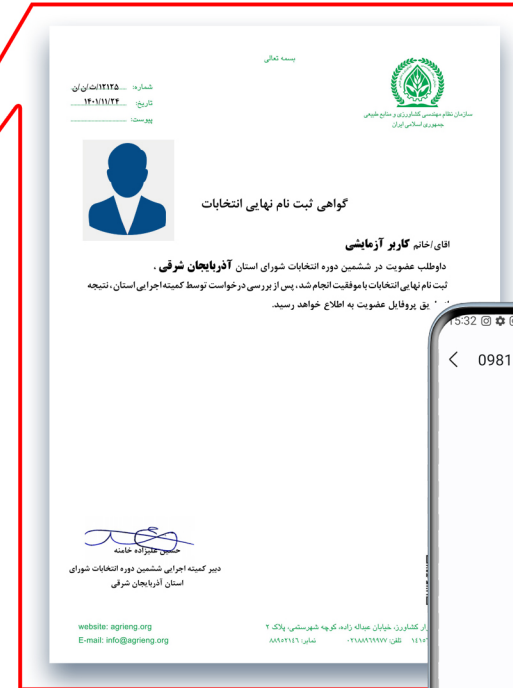 بسمه تعالی
شماره: ۱۲۱۲۵/ت/ن/ن
تاریخ: ۱۴۰۱/۱۱/۲۴
پیوست:
سازمان نظام مهندسی کشاورزی و منابع طبیعی
جمهوری اسلامی ایران
گواهی ثبت نام نهایی انتخابات
اقای/خانم کاربر آزمایشی
داوطلب عضویت در ششمین دوره انتخابات شورای استان آذربایجان شرقی .
ثبت نام نهایی انتخابات با موفقیت انجام شد، پس از بررسی درخواست توسط کمیته اجرایی استان، نتیجه
یق پروفایل عضویت به اطلاع خواهد رسید.
15:32
0981
حسین علیزاده خامنه
دبیر کمیته اجرایی ششمین دوره انتخابات شورای
استان آذربایجان شرقی
website: agrieng.org
E-mail: info@agrieng.org
ار کشاورز، خیابان عبداله زاده، کوچه شهرستمی، پلاک ۲
تلفن: ۰۲۱۸۸۹۶۹۹۷۷ نمابر: ۸۸۹۵۲۱۴۶